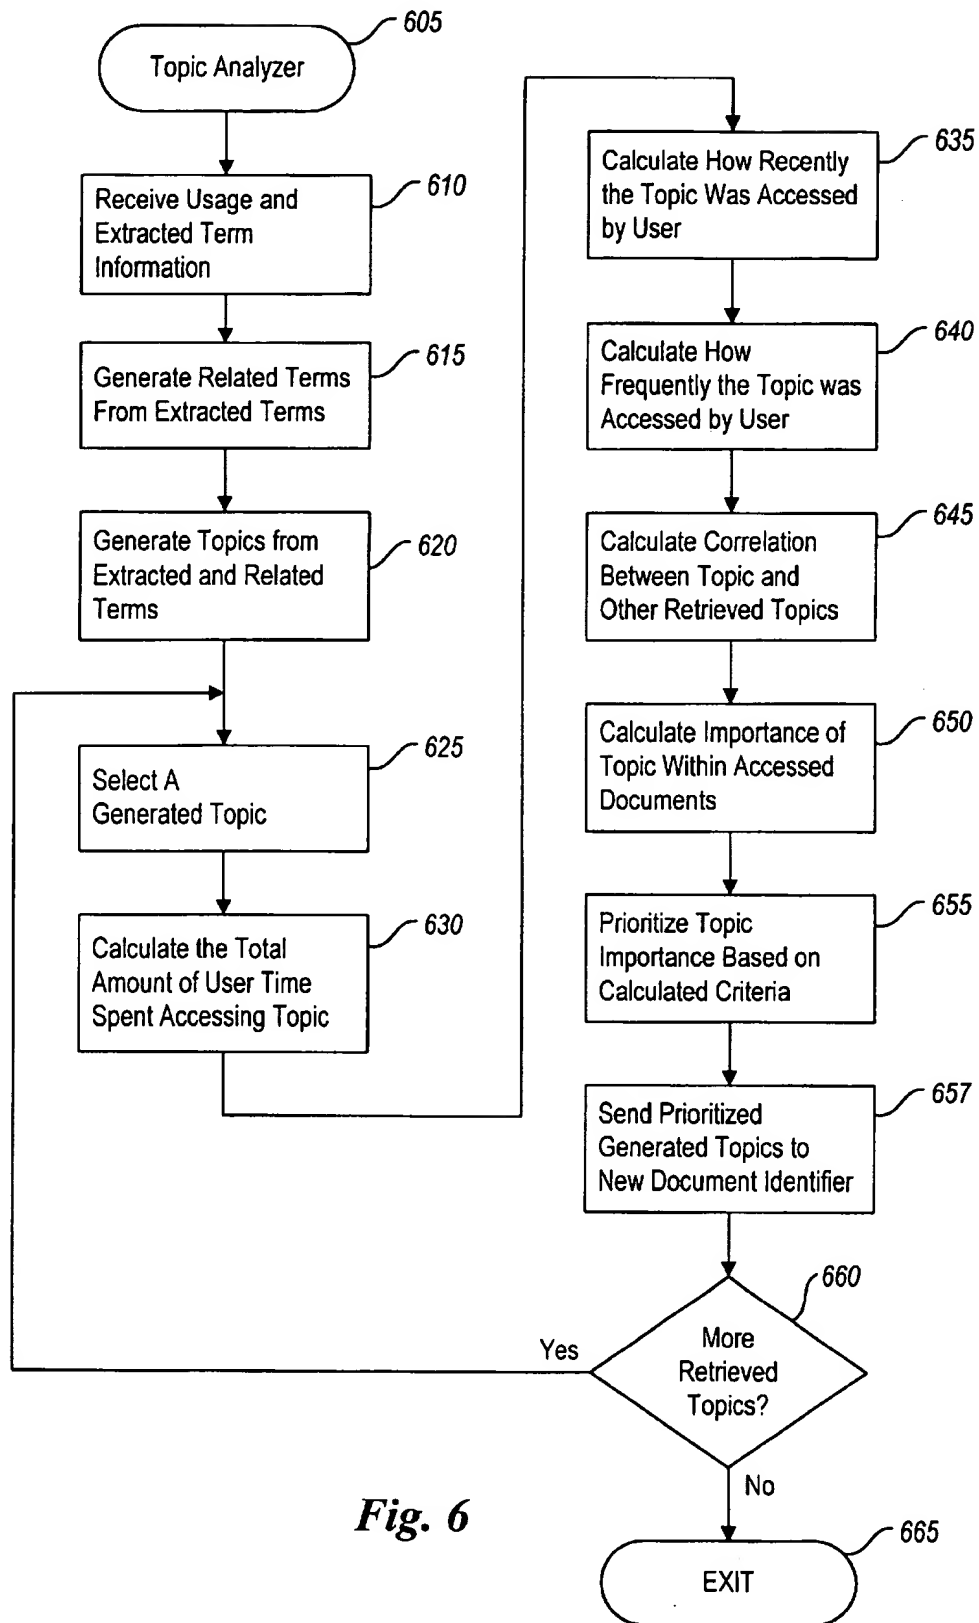 605
Topic Analyzer
610
Receive Usage and
Extracted Term
Information
615
Generate Related Terms
From Extracted Terms
620
Generate Topics from
Extracted and Related
Terms
625
Select A
Generated Topic
630
Calculate the Total
Amount of User Time
Spent Accessing Topic
635
Calculate How Recently
the Topic Was Accessed
by User
640
Calculate How
Frequently the Topic was
Accessed by User
645
Calculate Correlation
Between Topic and
Other Retrieved Topics
650
Calculate Importance of
Topic Within Accessed
Documents
655
Prioritize Topic
Importance Based on
Calculated Criteria
657
Send Prioritized
Generated Topics to
New Document Identifier
660
More
Retrieved
Topics?
Yes
No
665
EXIT
Fig. 6